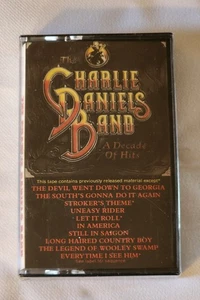 The
CHARLIE
DANIELS
BAND
A Decade
Of Hits
This tape contains previously released material except*
THE DEVIL WENT DOWN TO GEORGIA
THE SOUTH'S GONNA DO IT AGAIN
STROKER'S THEME*
UNEASY RIDER
*LET IT ROLL*
IN AMERICA
STILL IN SAIGON
LONG HAIRED COUNTRY BOY
THE LEGEND OF WOOLEY SWAMP
EVERYTIME I SEE HIM*